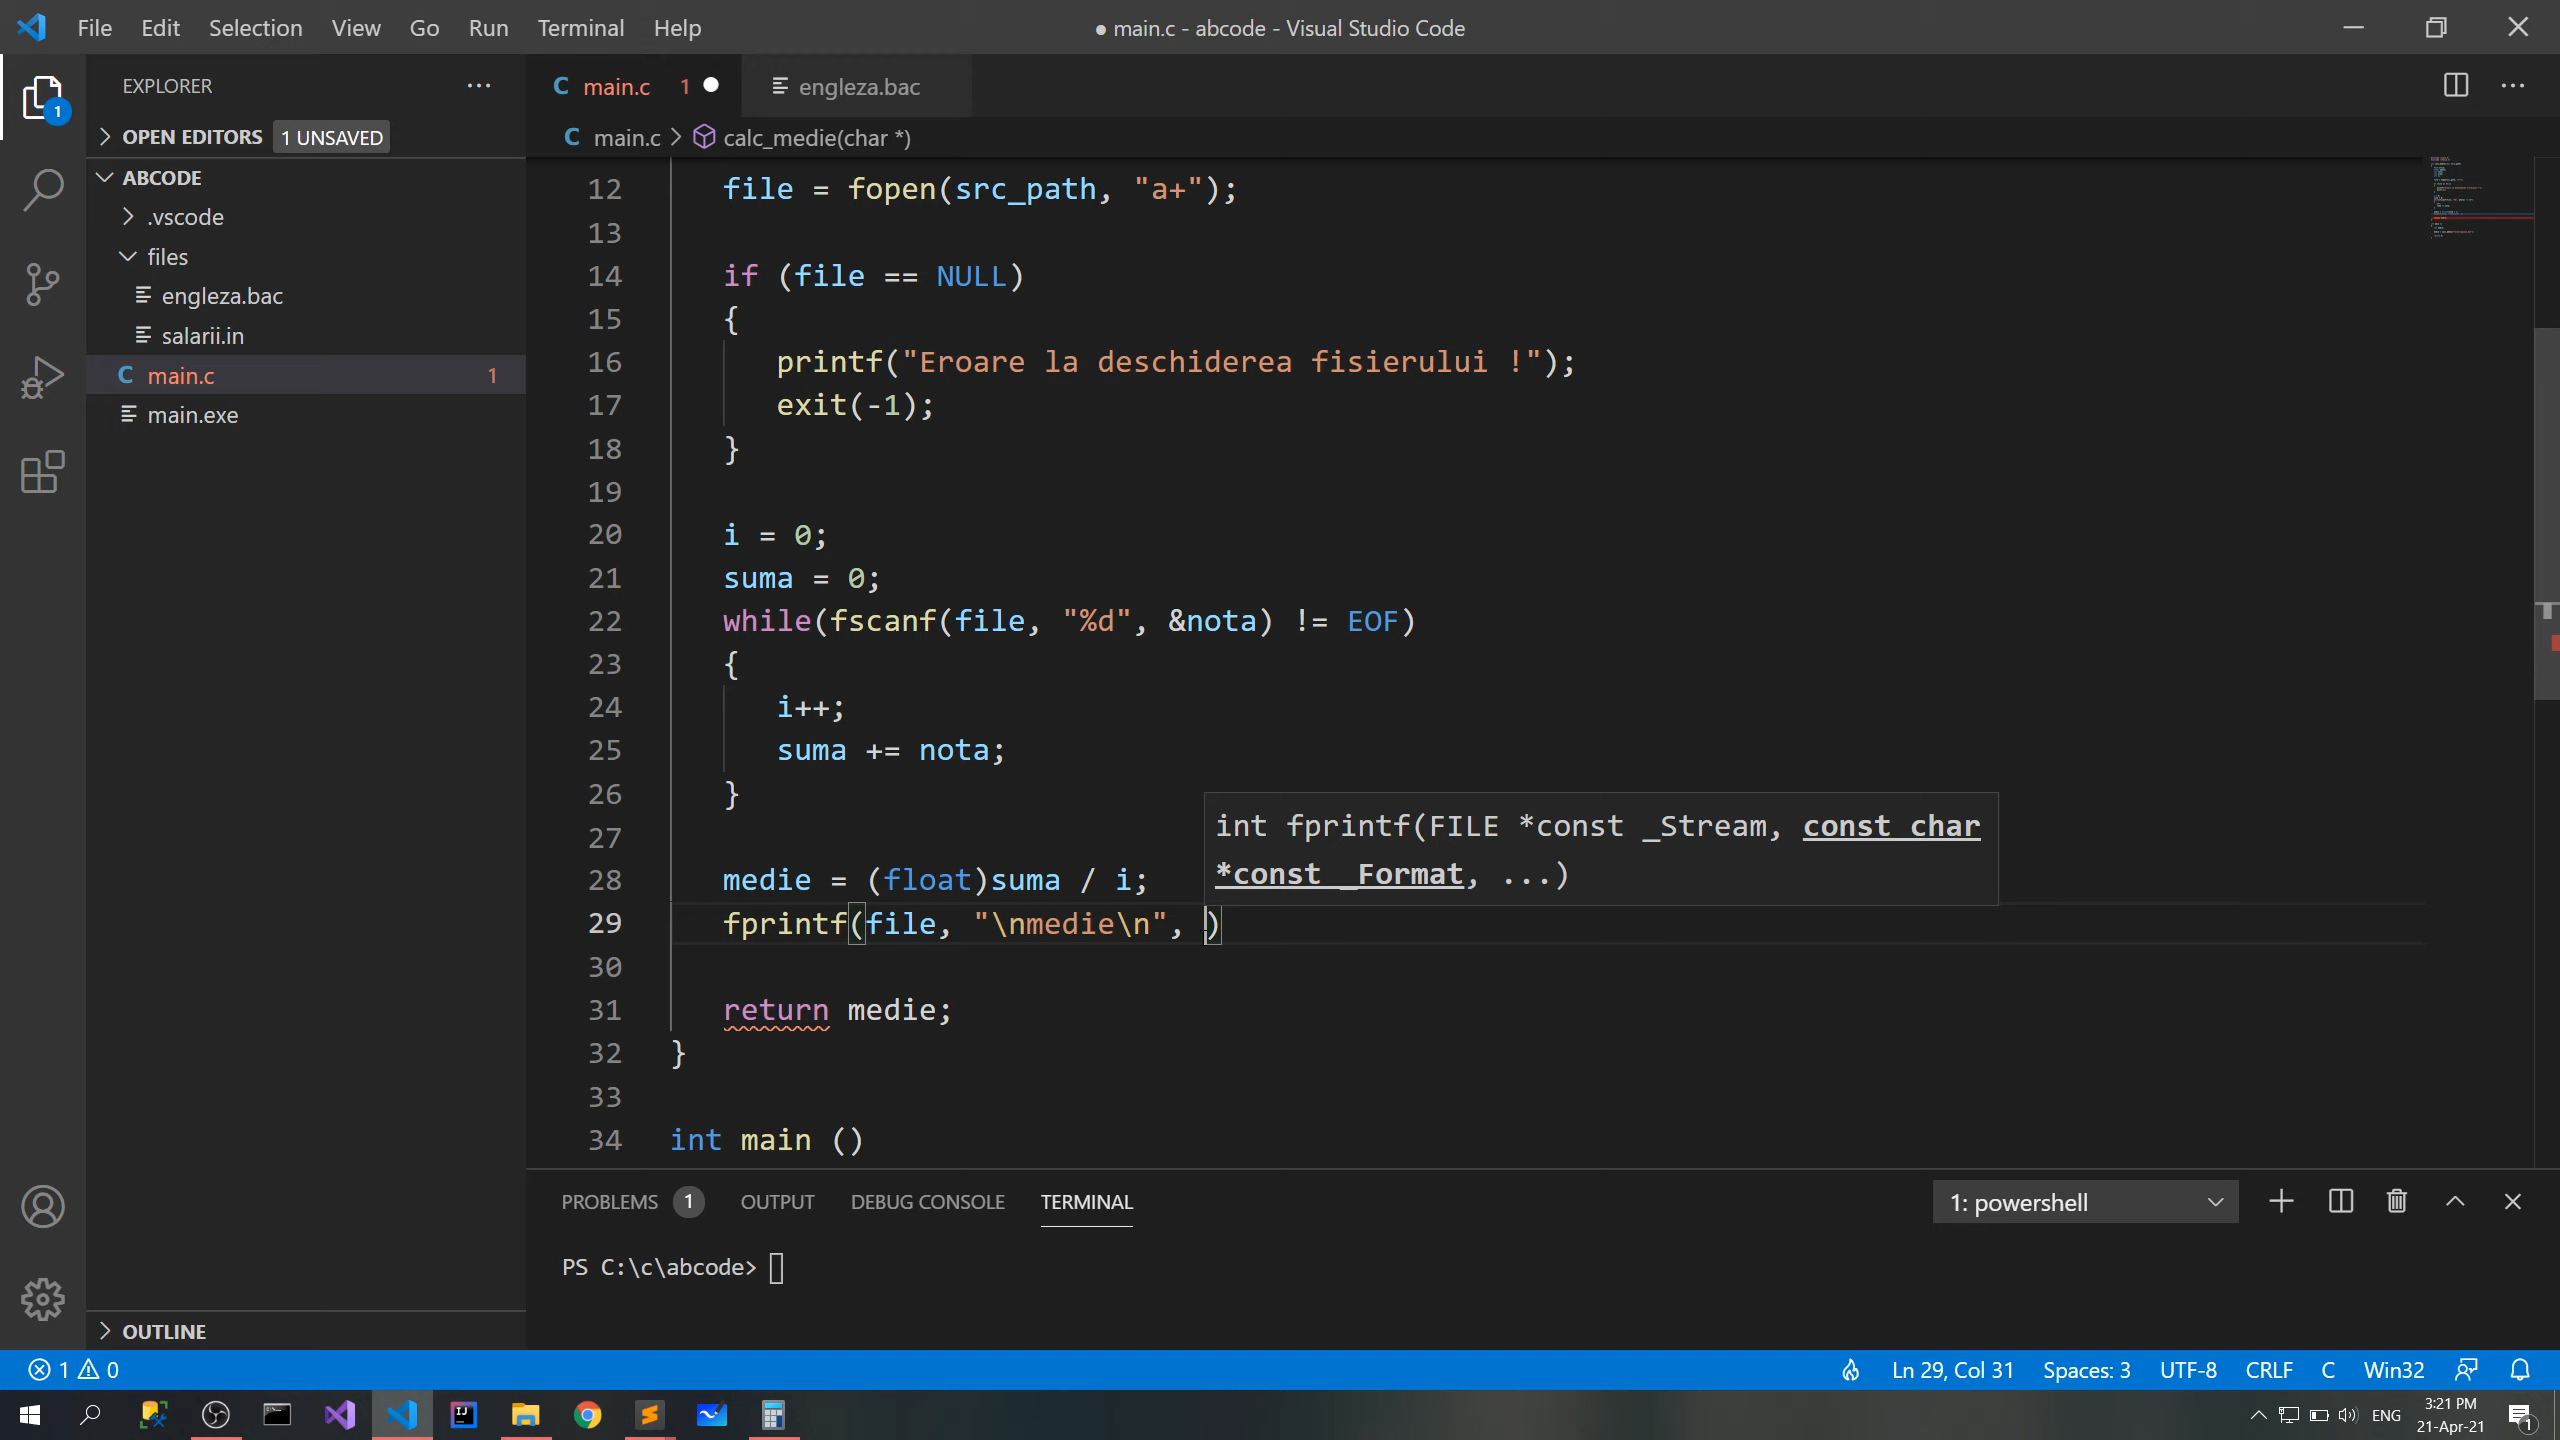 File Edit Selection View Go Run Terminal Help
● main.c - abcode - Visual Studio Code
EXPLORER
OPEN EDITORS 1 UNSAVED
ABCODE
.vscode
files
engleza.bac
salarii.in
C main.c 1
main.exe
OUTLINE
C main.c 1
engleza.bac
C main.c > calc_medie(char *)
12 file = fopen(src_path, "a+");
13
14 if (file == NULL)
15 {
16 printf("Eroare la deschiderea fisierului !");
17 exit(-1);
18 }
19
20 i = 0;
21 suma = 0;
22 while(fscanf(file, "%d", &nota) != EOF)
23 {
24 i++;
25 suma += nota;
26 }
27
int fprintf(FILE *const _Stream, const char
*const _Format, ...)
28 medie = (float)suma / i;
29 fprintf(file, "\nmedie\n", )
30
31 return medie;
32 }
33
34 int main ()
PROBLEMS 1 OUTPUT DEBUG CONSOLE TERMINAL
1: powershell
PS C:\c\abcode>
1 0
Ln 29, Col 31 Spaces: 3 UTF-8 CRLF C Win32
ENG
3:21 PM
21-Apr-21
1